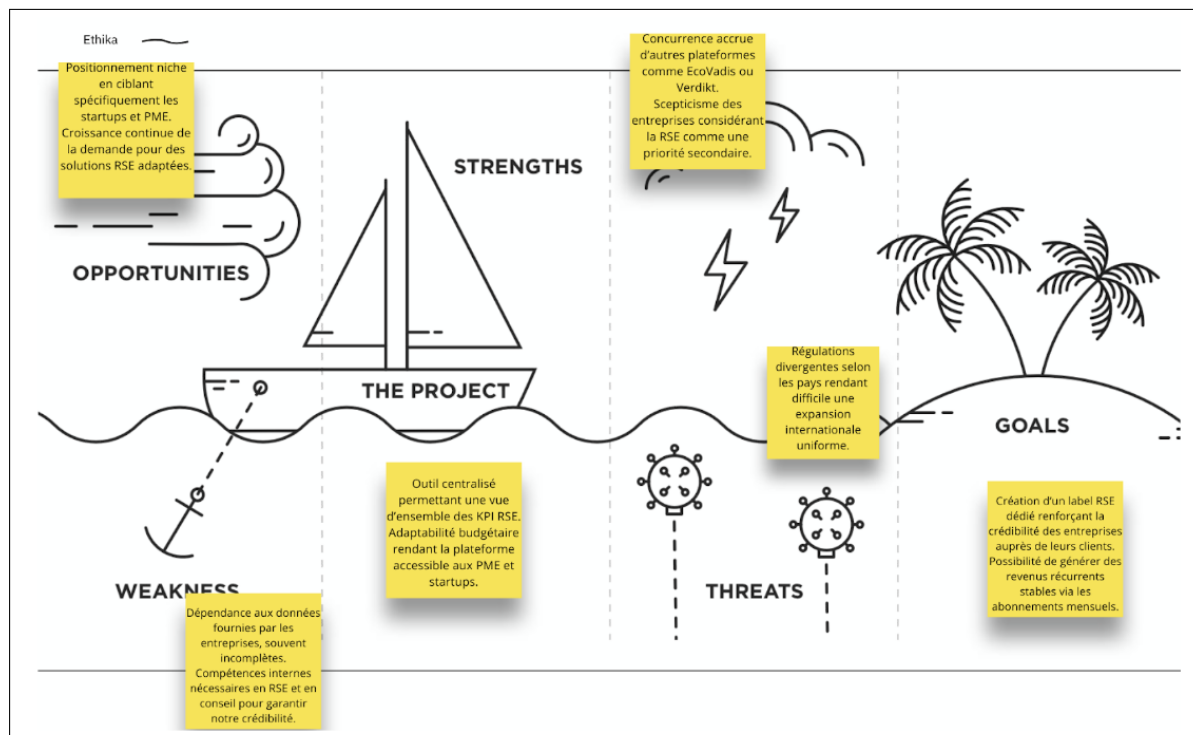 Ethika
Positionnement niche
en ciblant
spécifiquement les
startups et PME.
Croissance continue de
la demande pour des
solutions RSE adaptées.
OPPORTUNITIES
STRENGTHS
Concurrence accrue
d'autres plateformes
comme EcoVadis ou
Verdikt.
Scepticisme des
entreprises considérant
la RSE comme une
priorité secondaire.
THE PROJECT
Régulations
divergentes selon
les pays rendant
difficile une
expansion
internationale
uniforme.
GOALS
Outil centralisé
permettant une vue
d'ensemble des KPI RSE.
Adaptabilité budgétaire
rendant la plateforme
accessible aux PME et
startups.
WEAKNESS
Dépendance aux données
fournies par les
entreprises, souvent
incomplètes.
Compétences internes
nécessaires en RSE et en
conseil pour garantir
notre crédibilité.
THREATS
Création d'un label RSE
dédié renforçant la
crédibilité des entreprises
auprès de leurs clients.
Possibilité de générer des
revenus récurrents
stables via les
abonnements mensuels.